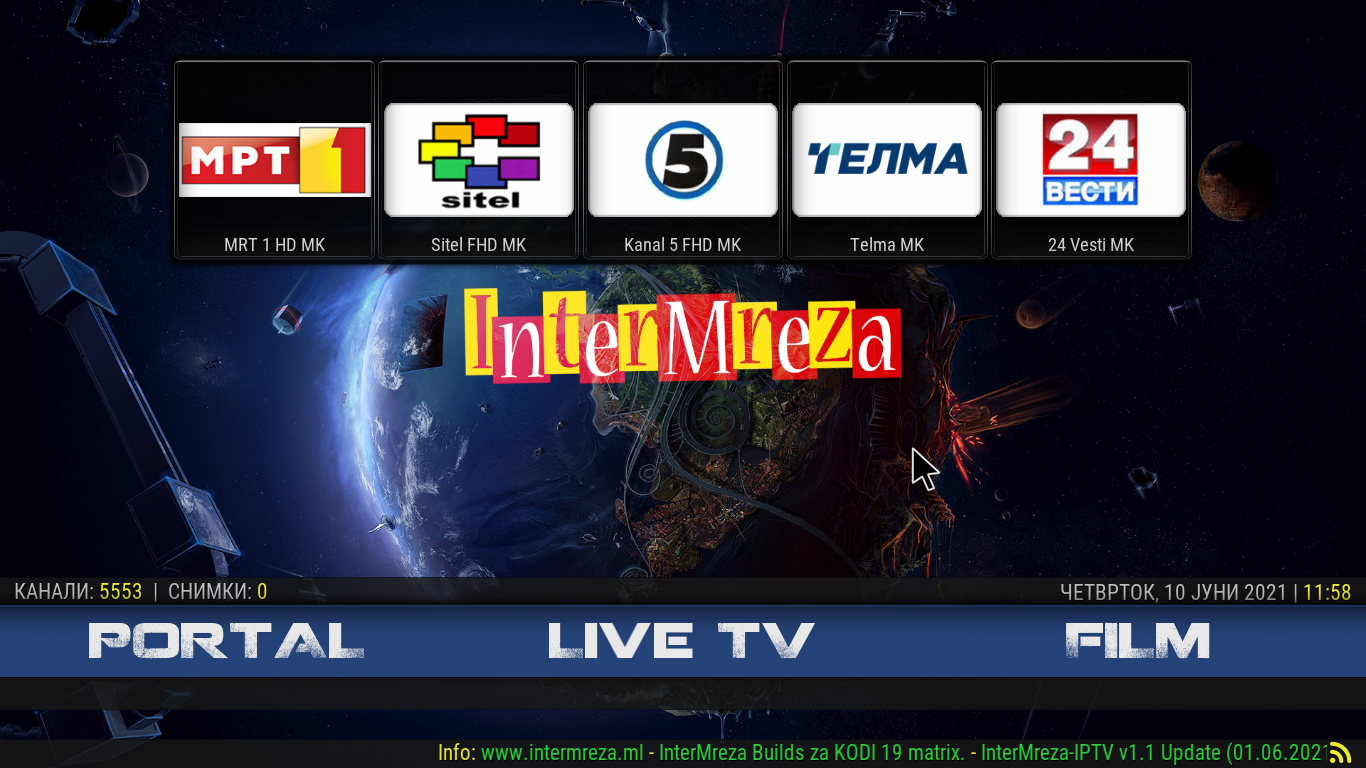 МРТ 1
sitel
5
ТЕЛМА
24
ВЕСТИ
MRT 1 HD MK
Sitel FHD MK
Kanal 5 FHD MK
Telma MK
24 Vesti MK
InterMreza
КАНАЛИ: 5553 | СНИМКИ: 0
ЧЕТВРТОК, 10 ЈУНИ 2021 | 11:58
PORTAL
LIVE TV
FILM
Info: www.intermreza.ml - InterMreza Builds za KODI 19 matrix. - InterMreza-IPTV v1.1 Update (01.06.2021